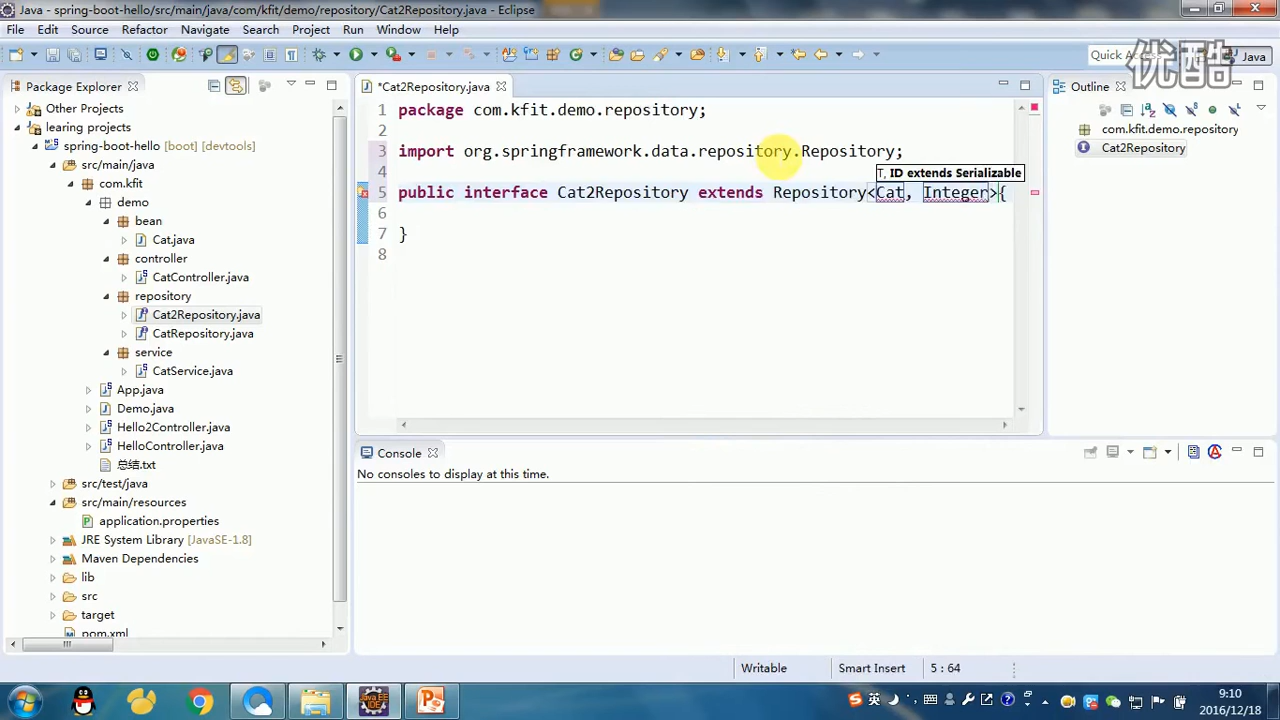 Java - spring-boot-hello/src/main/java/com/kfit/demo/repository/Cat2Repository.java - Eclipse
File Edit Source Refactor Navigate Search Project Run Window Help
Quick Access
Java
优酷
Package Explorer
Other Projects
learing projects
spring-boot-hello [boot] [devtools]
src/main/java
com.kfit
demo
bean
Cat.java
controller
CatController.java
repository
Cat2Repository.java
CatRepository.java
service
CatService.java
App.java
Demo.java
Hello2Controller.java
HelloController.java
总结.txt
src/test/java
src/main/resources
application.properties
JRE System Library [JavaSE-1.8]
Maven Dependencies
lib
src
target
pom.xml
*Cat2Repository.java
1 package com.kfit.demo.repository;
2
3 import org.springframework.data.repository.Repository;
4
T, ID extends Serializable
5 public interface Cat2Repository extends Repository<Cat, Integer>{
6
7 }
8
Outline
com.kfit.demo.repository
Cat2Repository
Console
No consoles to display at this time.
Writable
Smart Insert
5 : 64
英
9:10
2016/12/18